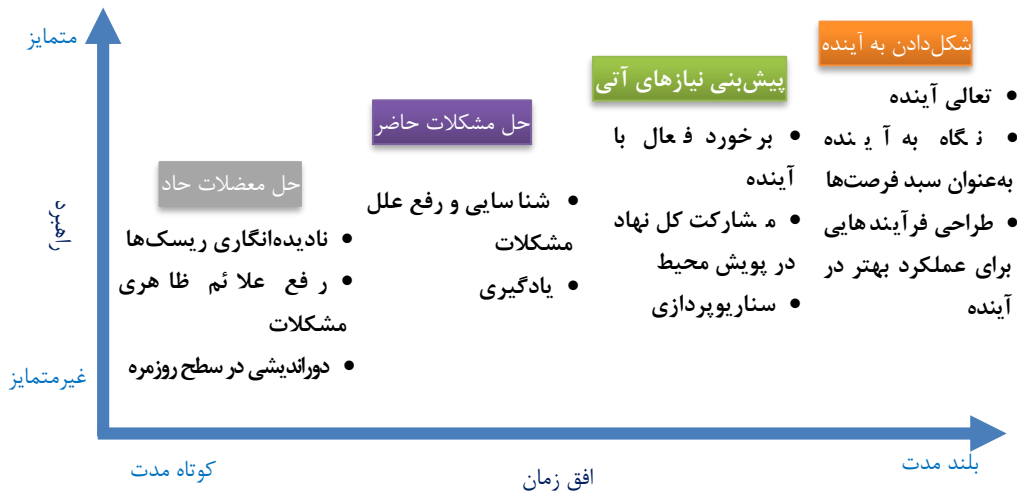 متمایز
راهبرد
غیرمتمایز
شکل‌دادن به آینده
• تعالی آینده
• نگاه به آینده
به‌عنوان سبد فرصت‌ها
• طراحی فرآیندهایی
برای عملکرد بهتر در
آینده
پیش‌بنی نیازهای آتی
• برخورد فعال با
آینده
• مشارکت کل نهاد
در پویش محیط
• سناریوپردازی
حل مشکلات حاضر
• شناسایی و رفع علل
مشکلات
• یادگیری
حل معضلات حاد
• نادیده‌انگاری ریسک‌ها
• رفع علائم ظاهری
مشکلات
• دوراندیشی در سطح روزمره
بلند مدت
افق زمان
کوتاه مدت